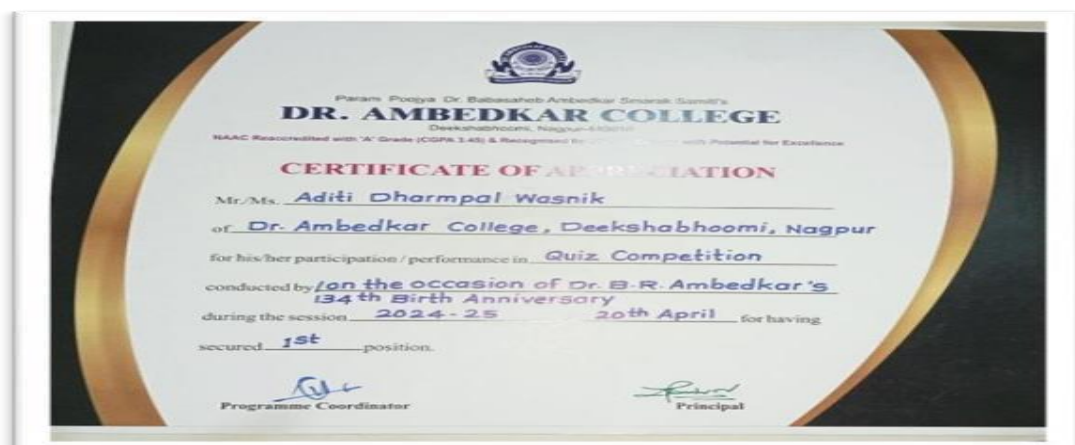 Param Poojya Dr. Babasaheb Ambedkar Smarak Samiti's
DR. AMBEDKAR COLLEGE
Deekshabhoomi, Nagpur-440010
NAAC Reaccredited with 'A' Grade (CGPA 3.45) & Recognised by with Potential for Excellence
CERTIFICATE OF APPRECIATION
Mr./Ms. Aditi Dharmpal Wasnik
of Dr. Ambedkar College, Deekshabhoomi, Nagpur
for his/her participation / performance in Quiz Competition
conducted by / on the occasion of Dr. B.R. Ambedkar's
134th Birth Anniversary
during the session 2024-25 20th April for having
secured 1st position.
Programme Coordinator Principal